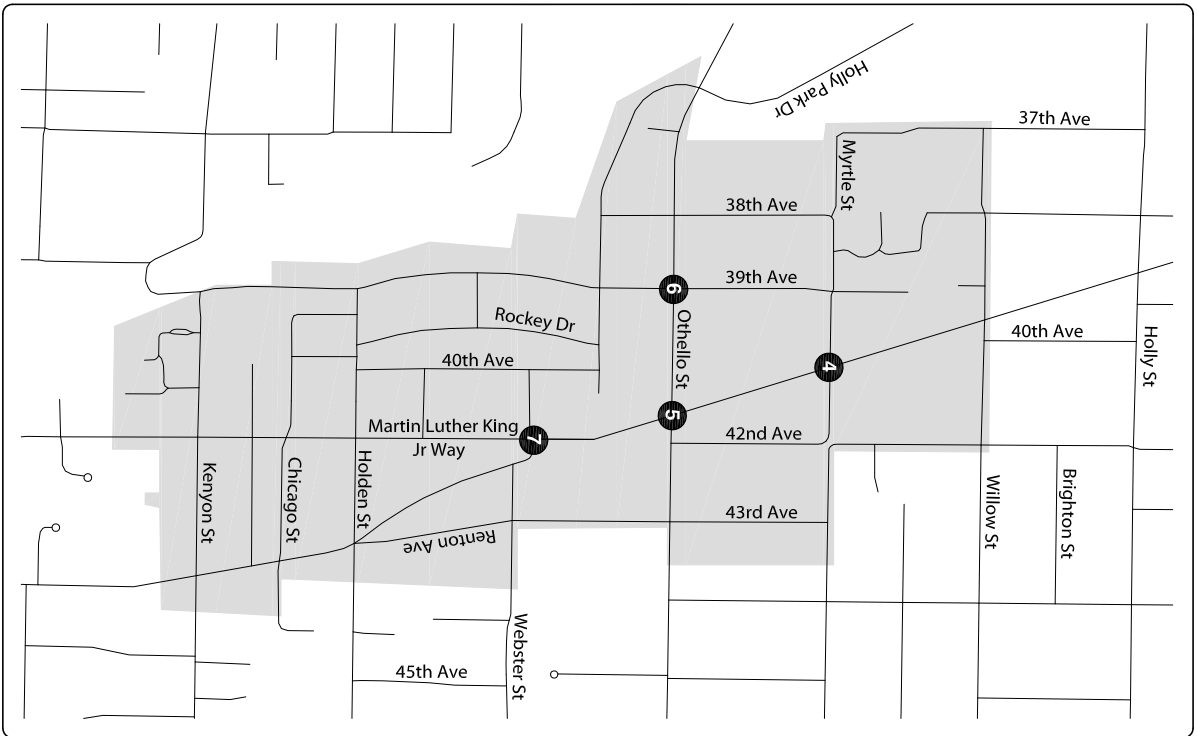 Holly Park Dr
37th Ave
Myrtle St
38th Ave
39th Ave
6
Rockey Dr
Othello St
40th Ave
Holly St
40th Ave
4
5
Martin Luther King
Jr Way
7
42nd Ave
Kenyon St
Chicago St
Holden St
Willow St
Brighton St
43rd Ave
Renton Ave
Webster St
45th Ave